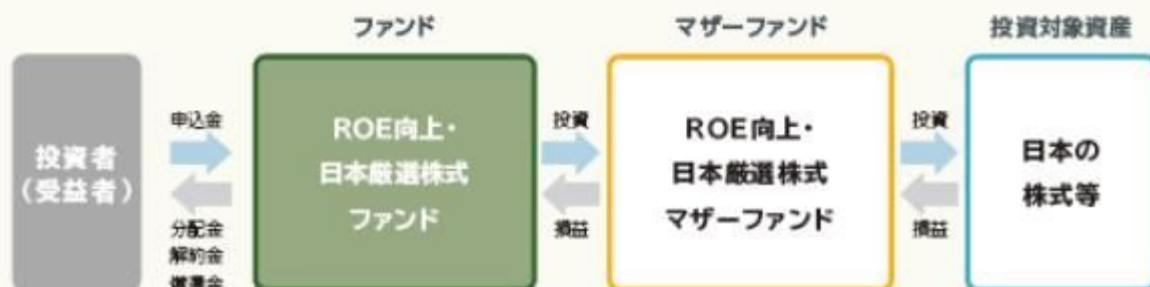 ファンド
マザーファンド
投資対象資産
投資者
(受益者)
申込金
分配金
解約金
償還金
ROE向上・
日本厳選株式
ファンド
投資
損益
ROE向上・
日本厳選株式
マザーファンド
投資
損益
日本の
株式等